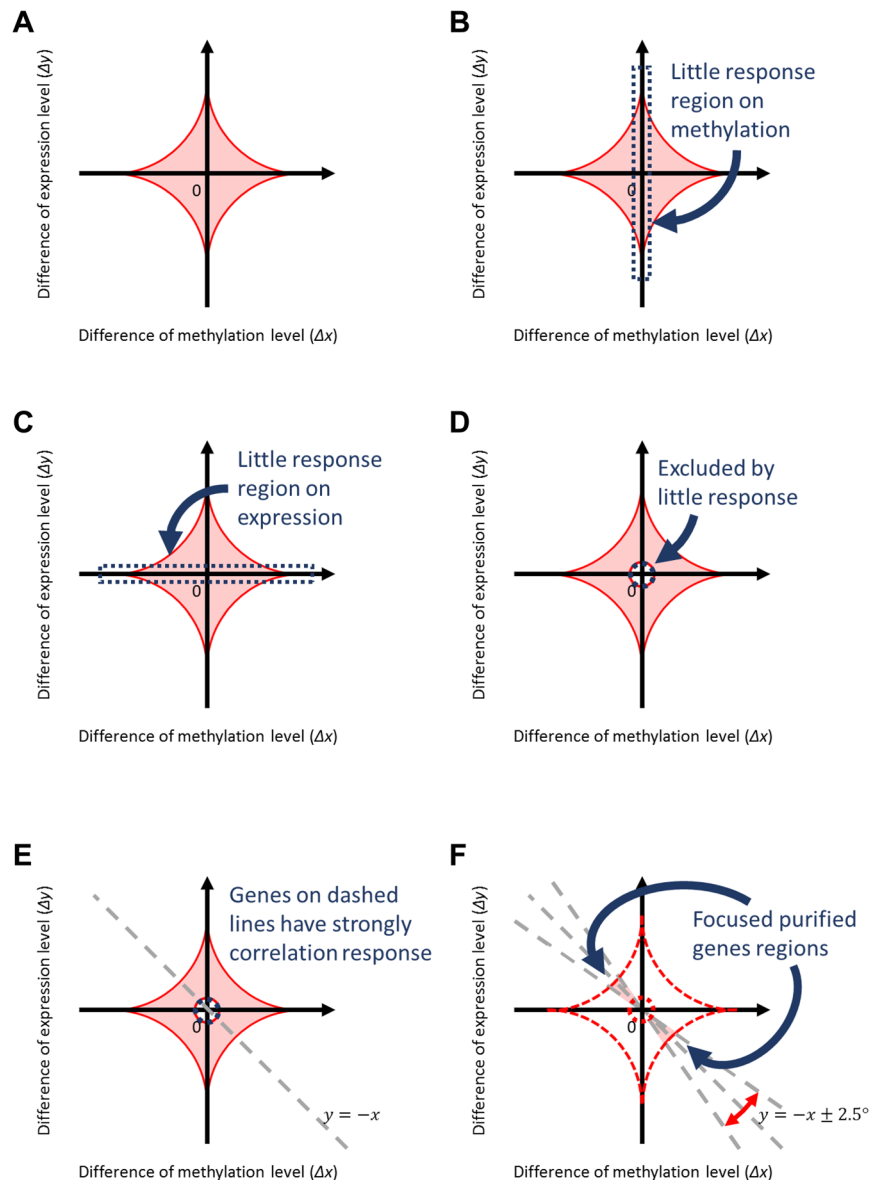 A
Difference of expression level (Δy)
0
Difference of methylation level (Δx)
B
Difference of expression level (Δy)
Little response
region on
methylation
0
Difference of methylation level (Δx)
C
Difference of expression level (Δy)
Little response
region on
expression
0
Difference of methylation level (Δx)
D
Difference of expression level (Δy)
Excluded by
little response
0
Difference of methylation level (Δx)
E
Difference of expression level (Δy)
Genes on dashed
lines have strongly
correlation response
0
y = −x
Difference of methylation level (Δx)
F
Difference of expression level (Δy)
Focused purified
genes regions
0
y = −x ± 2.5°
Difference of methylation level (Δx)